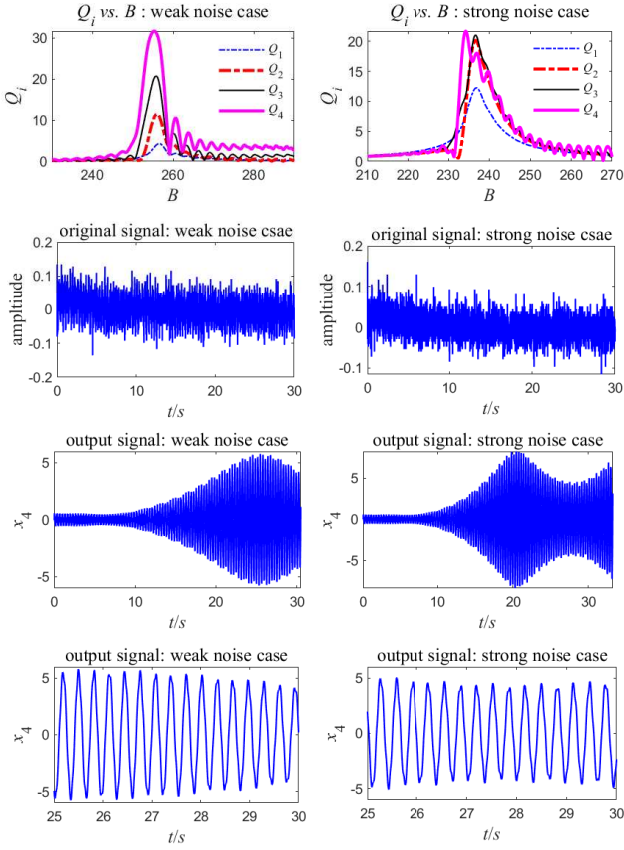 Q_i vs. B : weak noise case
Q_i vs. B : strong noise case
30
20
10
0
Q_i
Q_1
Q_2
Q_3
Q_4
240
260
280
B
25
20
15
10
5
0
Q_i
Q_1
Q_2
Q_3
Q_4
210
220
230
240
250
260
270
B
original signal: weak noise csae
original signal: strong noise csae
0.2
0.1
0
-0.1
-0.2
ampltiude
0
10
20
30
t/s
0.2
0.1
0
-0.1
ampltiude
0
10
20
30
t/s
output signal: weak noise case
output signal: strong noise case
5
0
-5
x_4
0
10
20
30
t/s
5
0
-5
x_4
0
10
20
30
t/s
output signal: weak noise case
output signal: strong noise case
5
0
-5
x_4
25
26
27
28
29
30
t/s
5
0
-5
x_4
25
26
27
28
29
30
t/s